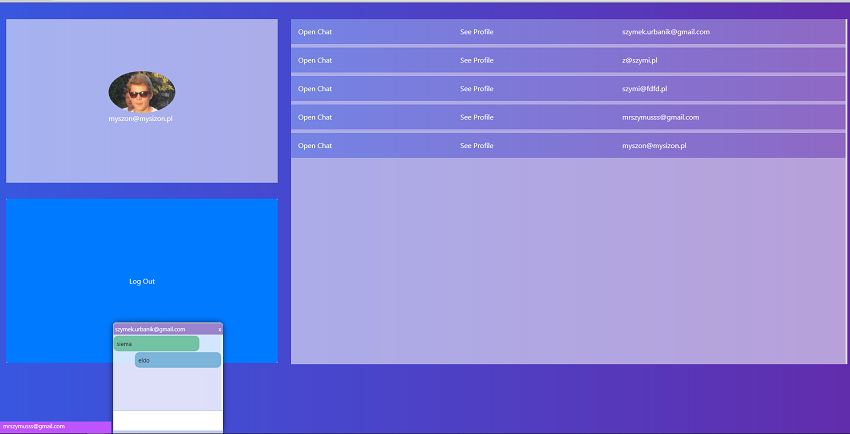 myszon@mysizon.pl
Log Out
Open Chat See Profile szymek.urbanik@gmail.com
Open Chat See Profile z@szymi.pl
Open Chat See Profile szymi@fdfd.pl
Open Chat See Profile mrszymusss@gmail.com
Open Chat See Profile myszon@mysizon.pl
szymek.urbanik@gmail.com x
siema
eldo
mrszymusss@gmail.com